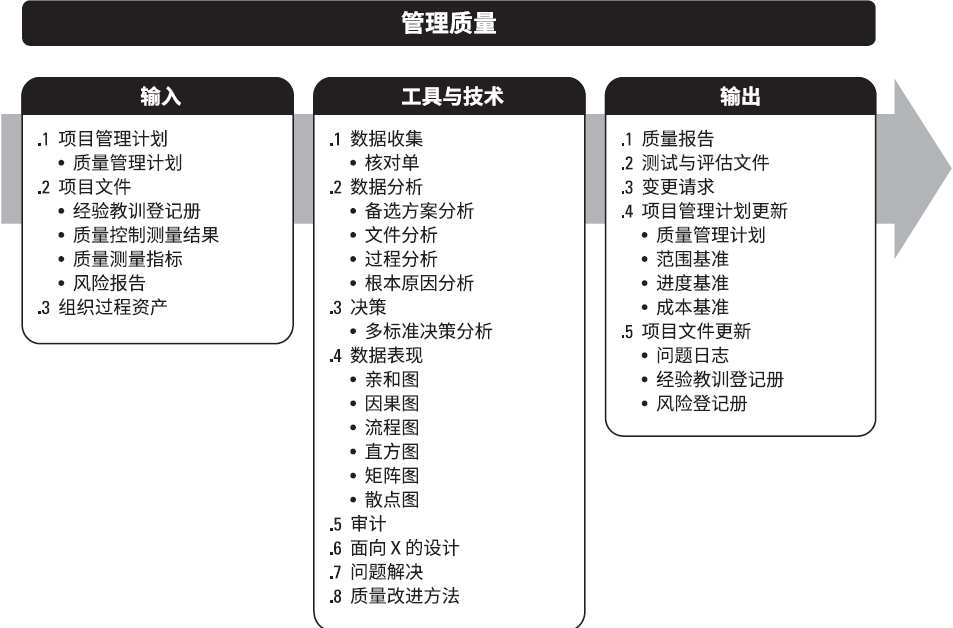 管理质量
输入
.1 项目管理计划
• 质量管理计划
.2 项目文件
• 经验教训登记册
• 质量控制测量结果
• 质量测量指标
• 风险报告
.3 组织过程资产
工具与技术
.1 数据收集
• 核对单
.2 数据分析
• 备选方案分析
• 文件分析
• 过程分析
• 根本原因分析
.3 决策
• 多标准决策分析
.4 数据表现
• 亲和图
• 因果图
• 流程图
• 直方图
• 矩阵图
• 散点图
.5 审计
.6 面向 X 的设计
.7 问题解决
.8 质量改进方法
输出
.1 质量报告
.2 测试与评估文件
.3 变更请求
.4 项目管理计划更新
• 质量管理计划
• 范围基准
• 进度基准
• 成本基准
.5 项目文件更新
• 问题日志
• 经验教训登记册
• 风险登记册